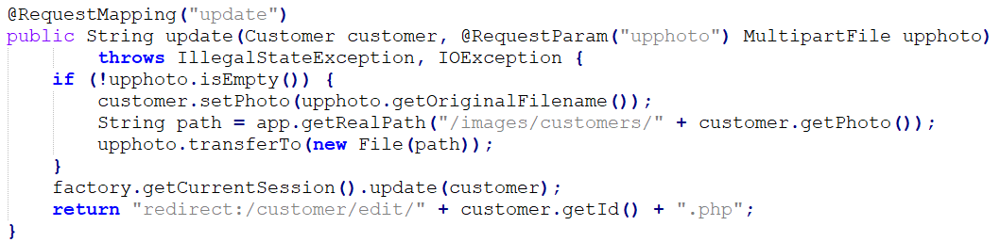 @RequestMapping("update")
public String update(Customer customer, @RequestParam("upphoto") MultipartFile upphoto)
        throws IllegalStateException, IOException {
    if (!upphoto.isEmpty()) {
        customer.setPhoto(upphoto.getOriginalFilename());
        String path = app.getRealPath("/images/customers/" + customer.getPhoto());
        upphoto.transferTo(new File(path));
    }
    factory.getCurrentSession().update(customer);
    return "redirect:/customer/edit/" + customer.getId() + ".php";
}